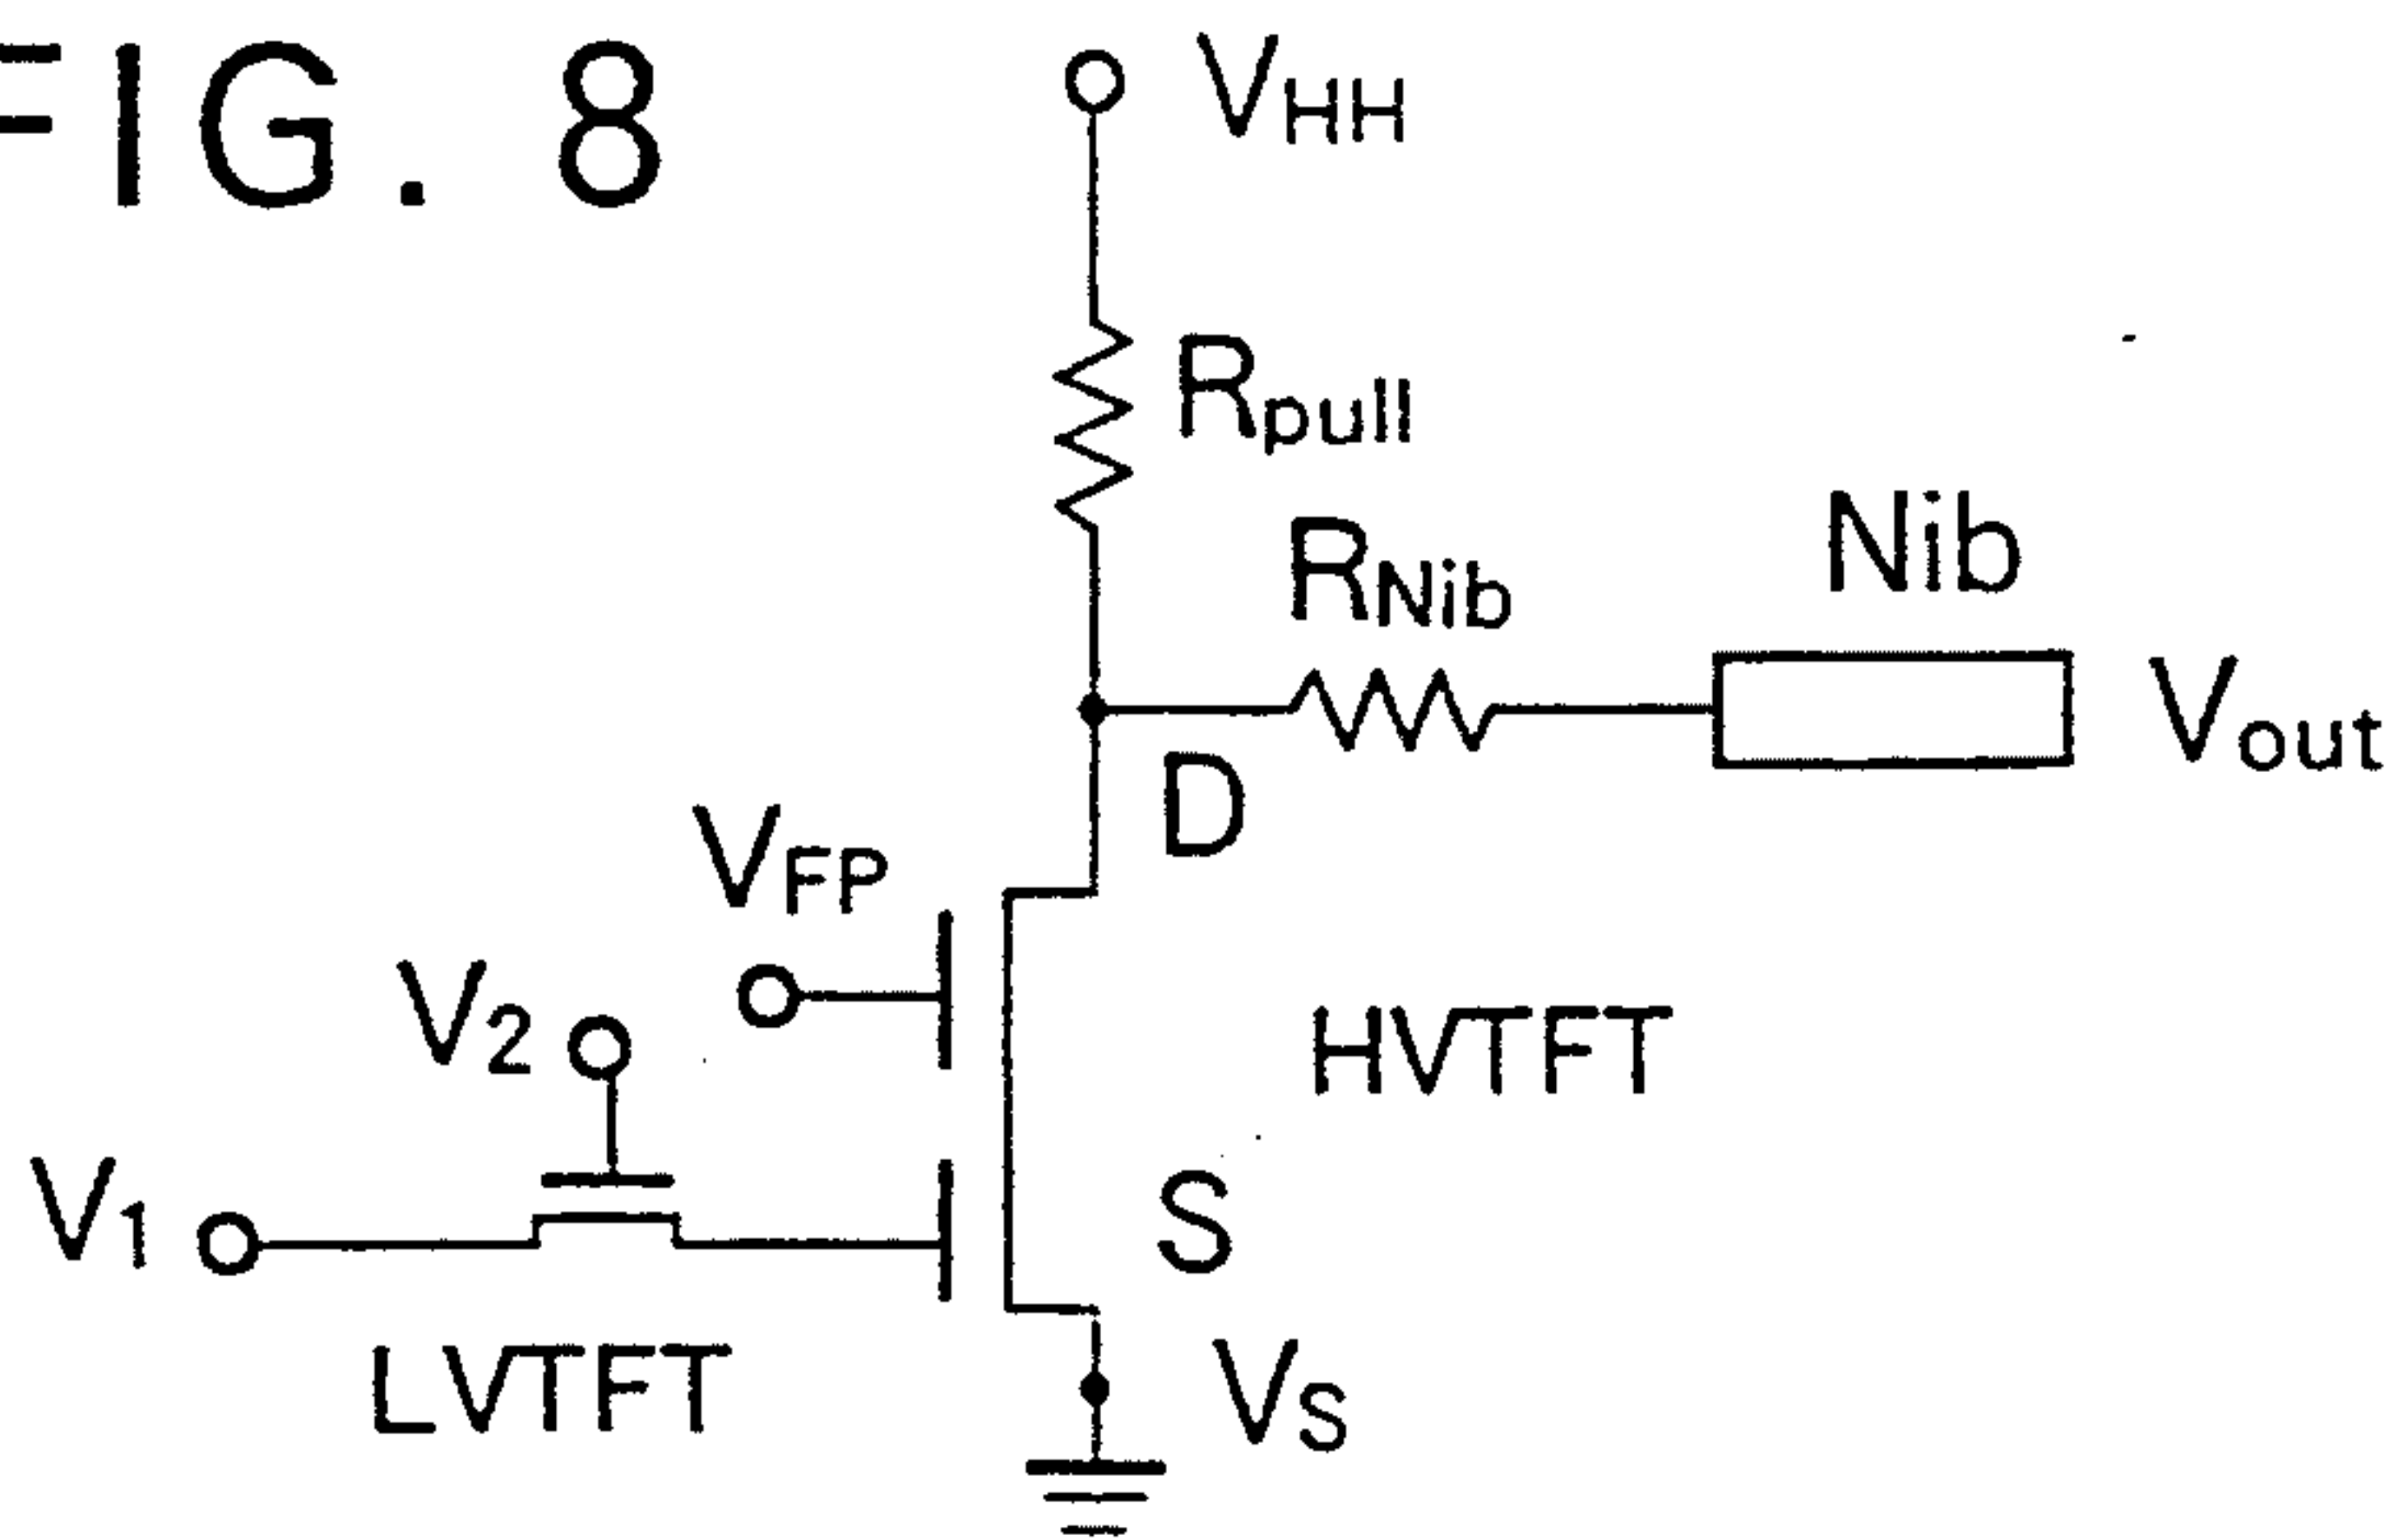 FIG. 8
VHH
Rpull
RNib
Nib
Vout
D
VFP
V2
HVTFT
V1
S
LVTFT
VS